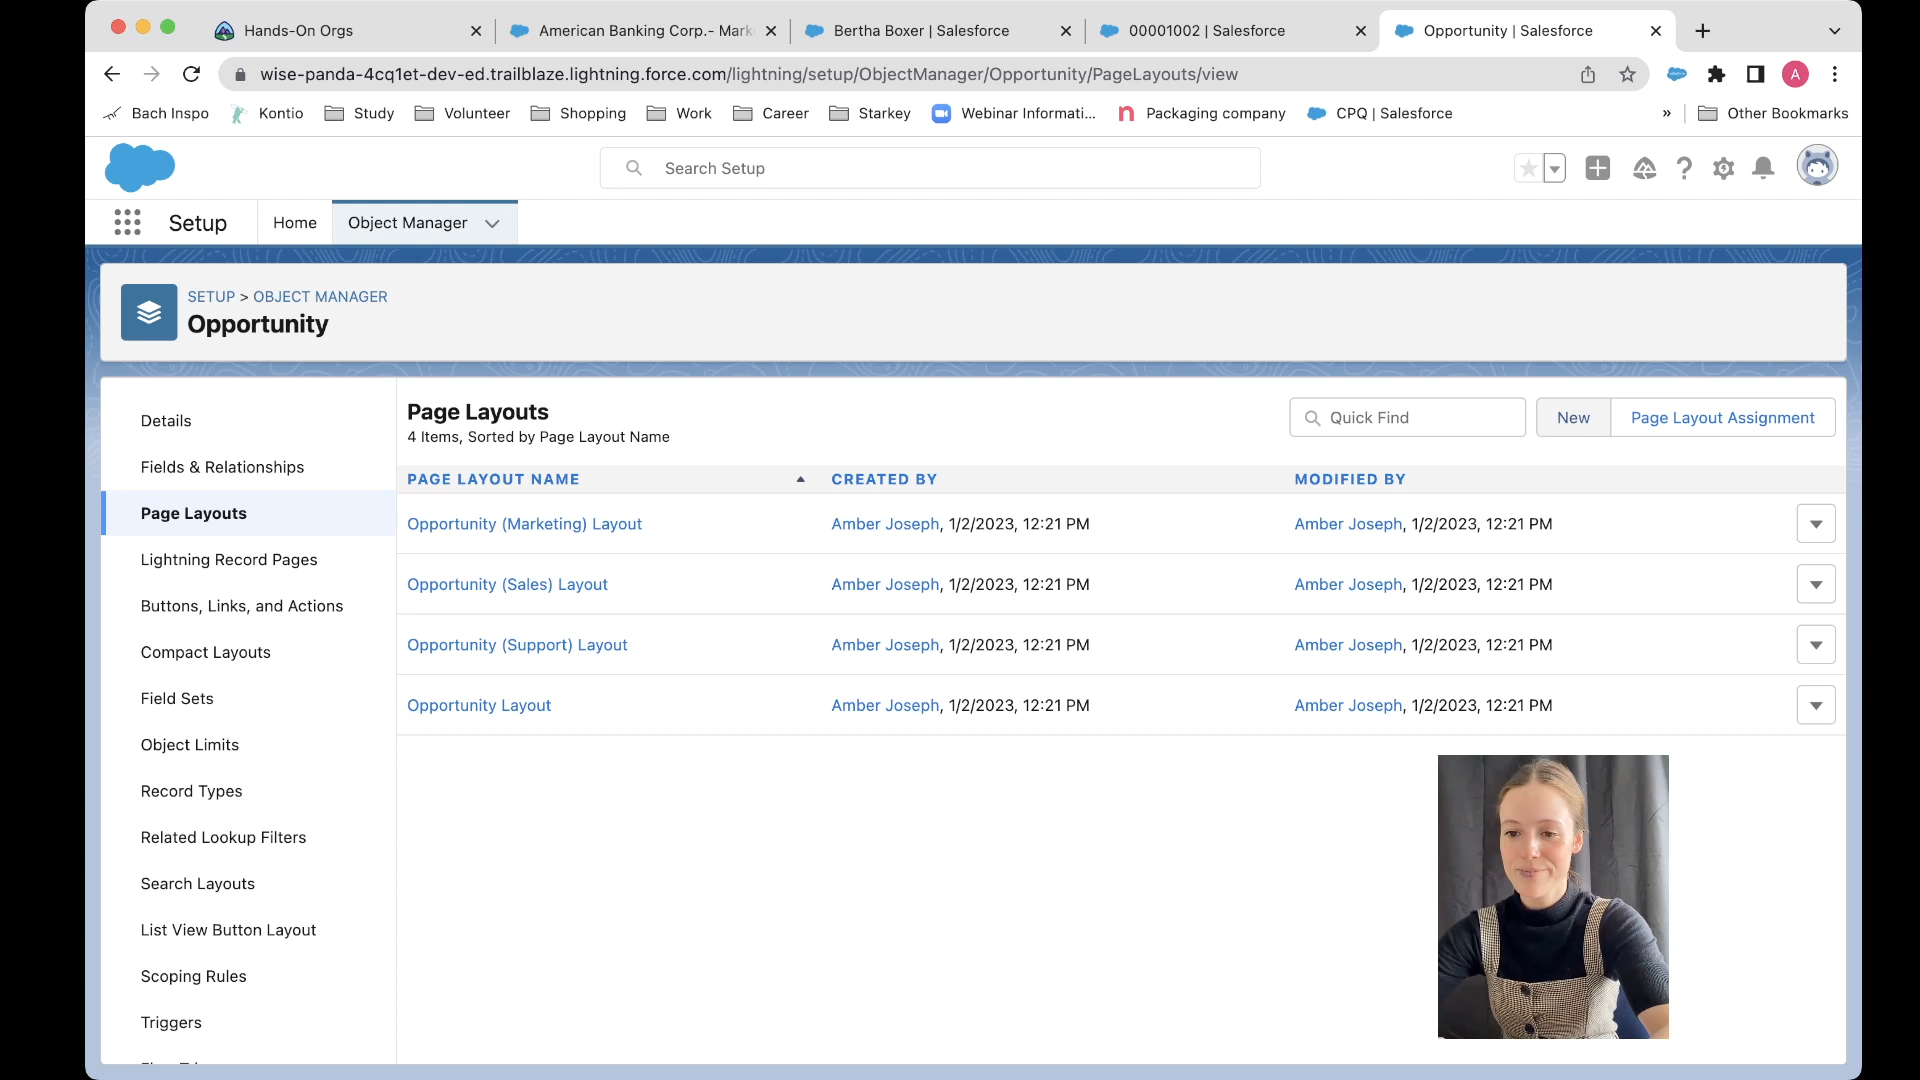 Hands-On Orgs
American Banking Corp.- Mark
Bertha Boxer | Salesforce
00001002 | Salesforce
Opportunity | Salesforce
wise-panda-4cq1et-dev-ed.trailblaze.lightning.force.com/lightning/setup/ObjectManager/Opportunity/PageLayouts/view
A
Bach Inspo
Kontio
Study
Volunteer
Shopping
Work
Career
Starkey
Webinar Informati...
Packaging company
CPQ | Salesforce
»
Other Bookmarks
Search Setup
Setup
Home
Object Manager
SETUP > OBJECT MANAGER
Opportunity
Details
Fields & Relationships
Page Layouts
Lightning Record Pages
Buttons, Links, and Actions
Compact Layouts
Field Sets
Object Limits
Record Types
Related Lookup Filters
Search Layouts
List View Button Layout
Scoping Rules
Triggers
Page Layouts
4 Items, Sorted by Page Layout Name
Quick Find
New
Page Layout Assignment
PAGE LAYOUT NAME
CREATED BY
MODIFIED BY
Opportunity (Marketing) Layout
Amber Joseph, 1/2/2023, 12:21 PM
Amber Joseph, 1/2/2023, 12:21 PM
Opportunity (Sales) Layout
Amber Joseph, 1/2/2023, 12:21 PM
Amber Joseph, 1/2/2023, 12:21 PM
Opportunity (Support) Layout
Amber Joseph, 1/2/2023, 12:21 PM
Amber Joseph, 1/2/2023, 12:21 PM
Opportunity Layout
Amber Joseph, 1/2/2023, 12:21 PM
Amber Joseph, 1/2/2023, 12:21 PM